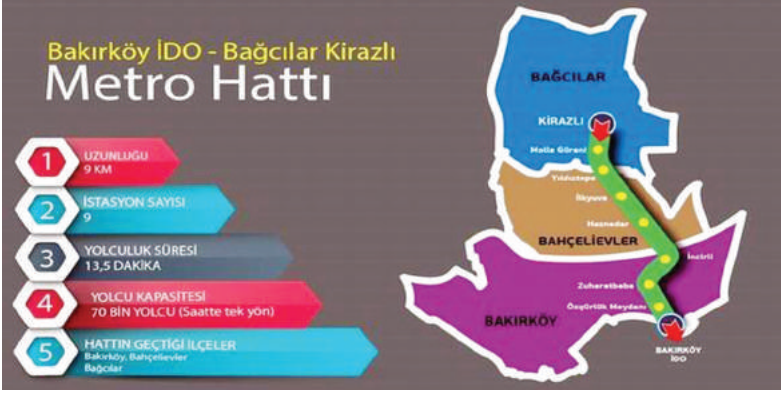 Bakırköy İDO - Bağcılar Kirazlı
Metro Hattı
1
UZUNLUĞU
9 KM
2
İSTASYON SAYISI
9
3
YOLCULUK SÜRESİ
13,5 DAKİKA
4
YOLCU KAPASİTESİ
70 BİN YOLCU (Saatte tek yön)
5
HATTIN GEÇTİĞİ İLÇELER
Bakırköy, Bahçelievler
Bağcılar
BAĞCILAR
KİRAZLI
Molla Gürani
Yıldıztepe
İlkyuva
Haznedar
BAHÇELİEVLER
İncirli
Zuhuratbaba
Özgürlük Meydanı
BAKIRKÖY
BAKIRKÖY
İDO